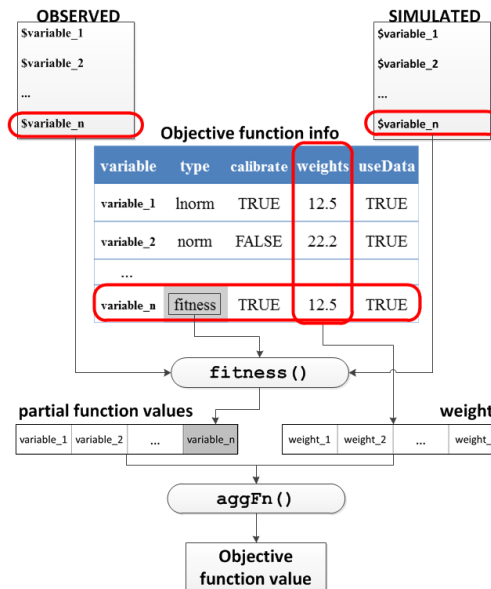 OBSERVED
$variable_1
$variable_2
...
$variable_n
SIMULATED
$variable_1
$variable_2
...
$variable_n
Objective function info
variable type calibrate weights useData
variable_1 lnorm TRUE 12.5 TRUE
variable_2 norm FALSE 22.2 TRUE
...
variable_n fitness TRUE 12.5 TRUE
fitness()
partial function values
variable_1 variable_2 ... variable_n
weight
weight_1 weight_2 ... weight_
aggFn()
Objective
function value